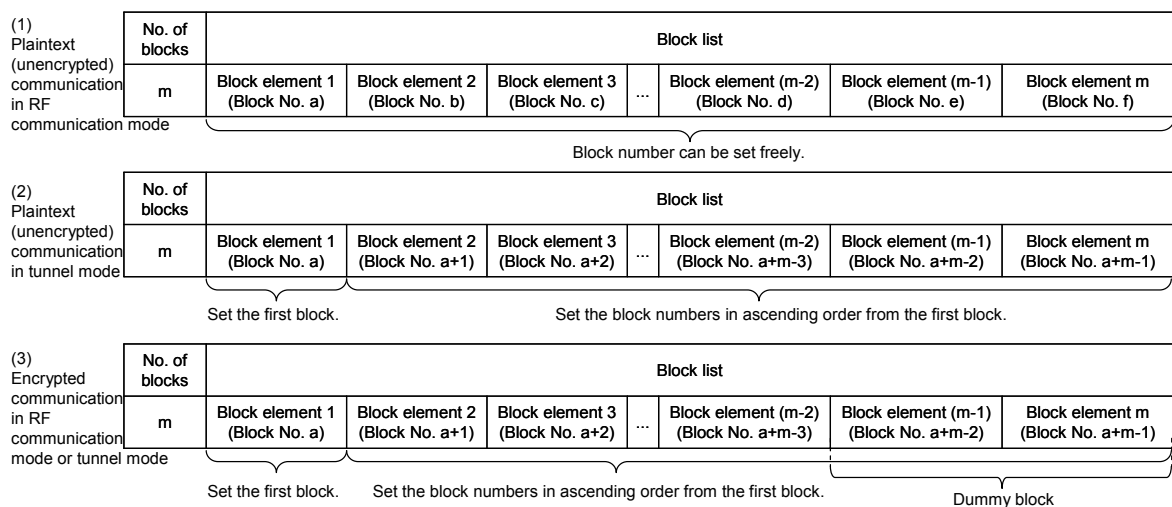 (1)
Plaintext
(unencrypted)
communication
in RF
communication mode
No. of
blocks
Block list
m
Block element 1
(Block No. a)
Block element 2
(Block No. b)
Block element 3
(Block No. c)
...
Block element (m-2)
(Block No. d)
Block element (m-1)
(Block No. e)
Block element m
(Block No. f)
Block number can be set freely.
(2)
Plaintext
(unencrypted)
communication
in tunnel mode
No. of
blocks
Block list
m
Block element 1
(Block No. a)
Block element 2
(Block No. a+1)
Block element 3
(Block No. a+2)
...
Block element (m-2)
(Block No. a+m-3)
Block element (m-1)
(Block No. a+m-2)
Block element m
(Block No. a+m-1)
Set the first block.
Set the block numbers in ascending order from the first block.
(3)
Encrypted
communication
in RF
communication
mode or tunnel mode
No. of
blocks
Block list
m
Block element 1
(Block No. a)
Block element 2
(Block No. a+1)
Block element 3
(Block No. a+2)
...
Block element (m-2)
(Block No. a+m-3)
Block element (m-1)
(Block No. a+m-2)
Block element m
(Block No. a+m-1)
Set the first block.
Set the block numbers in ascending order from the first block.
Dummy block